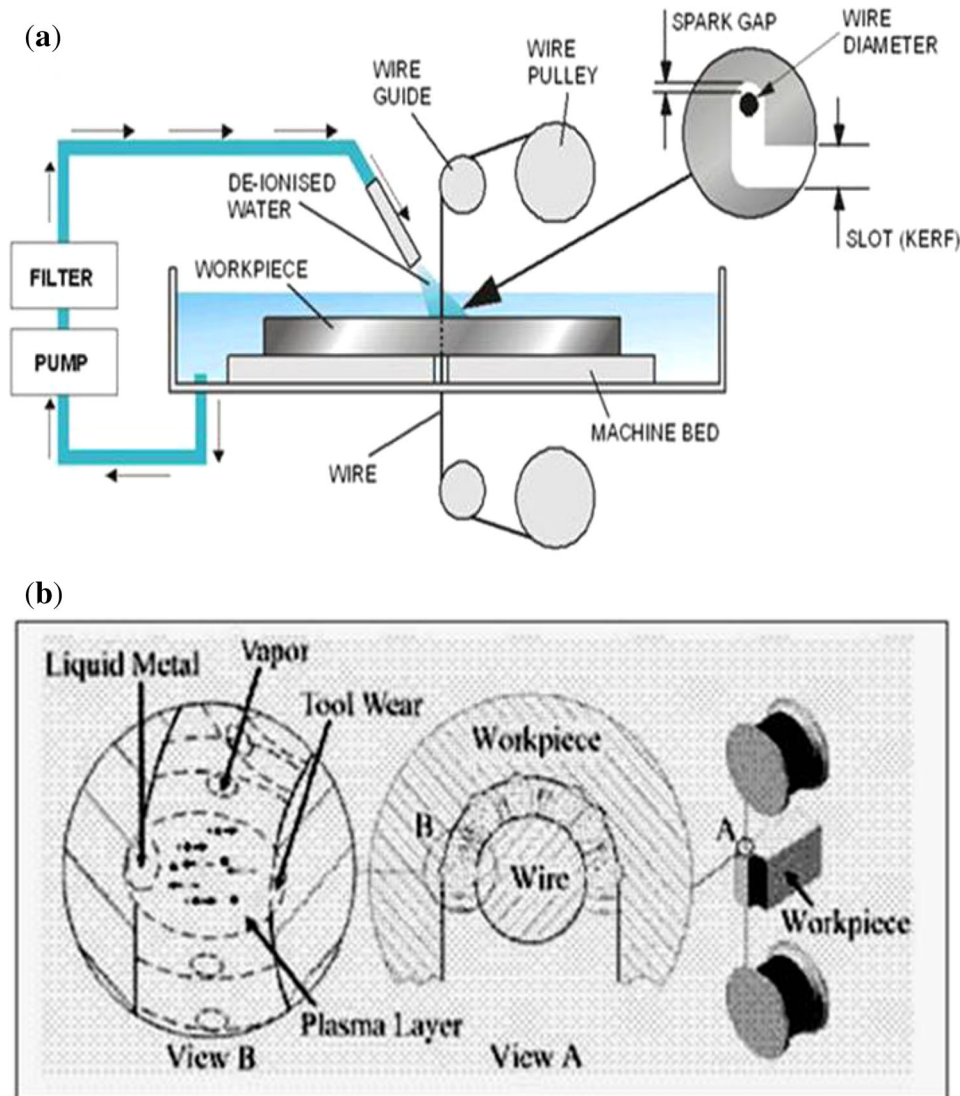 (a)
SPARK GAP
WIRE
DIAMETER
WIRE
GUIDE
WIRE
PULLEY
DE-IONISED
WATER
SLOT (KERF)
WORKPIECE
FILTER
PUMP
MACHINE BED
WIRE
(b)
Liquid Metal
Vapor
Tool Wear
Workpiece
B
A
Wire
Workpiece
Plasma Layer
View B
View A